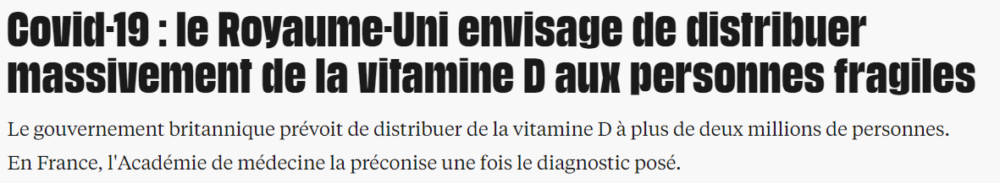 Covid-19 : le Royaume-Uni envisage de distribuer
massivement de la vitamine D aux personnes fragiles
Le gouvernement britannique prévoit de distribuer de la vitamine D à plus de deux millions de personnes.
En France, l'Académie de médecine la préconise une fois le diagnostic posé.